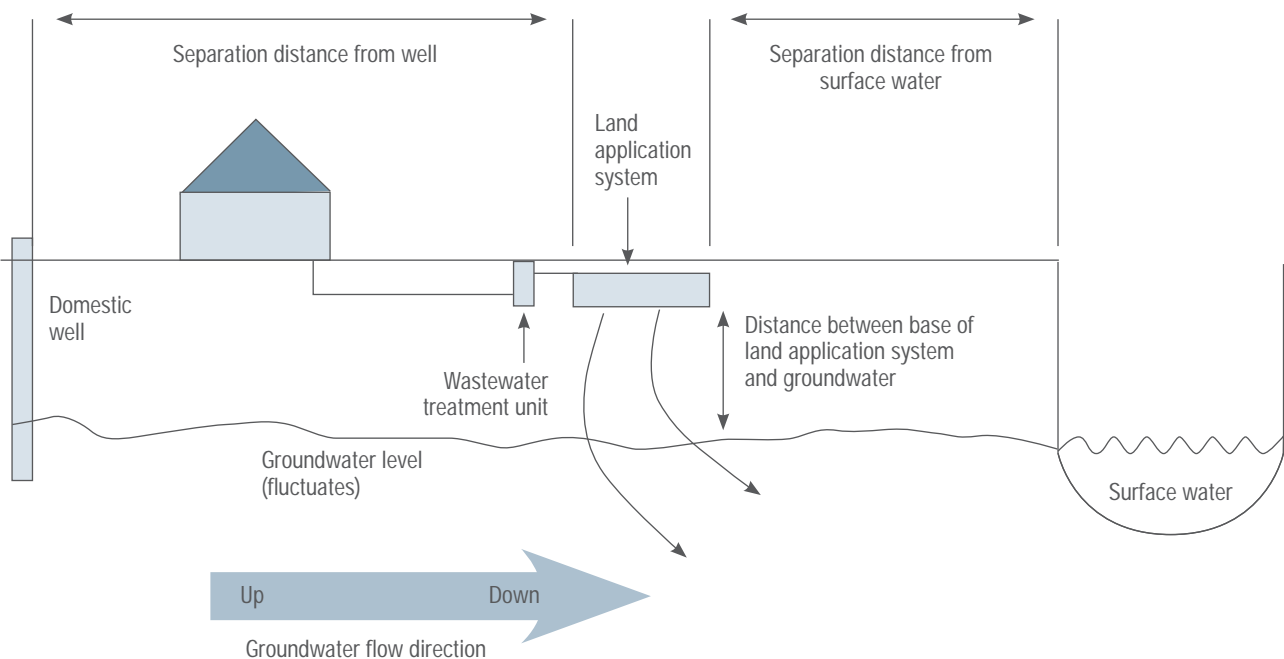 Separation distance from well
Separation distance from
surface water
Land
application
system
Domestic
well
Wastewater
treatment unit
Distance between base of
land application system
and groundwater
Groundwater level
(fluctuates)
Surface water
Up
Down
Groundwater flow direction